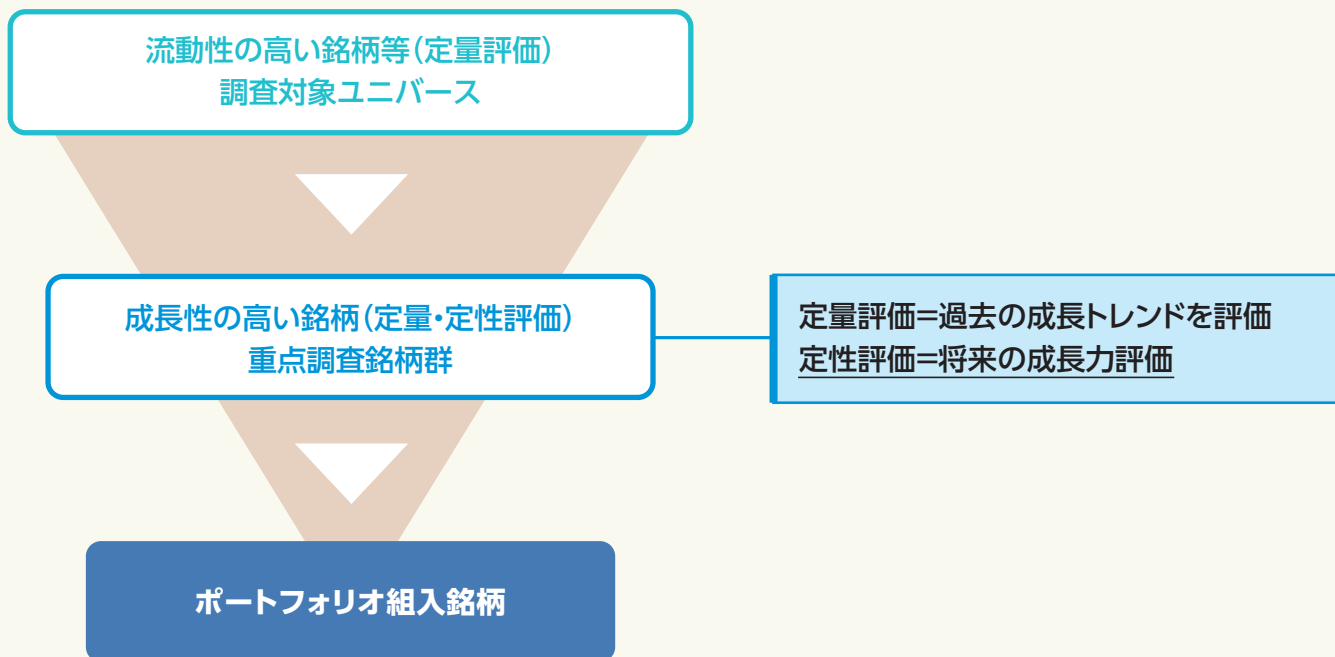 流動性の高い銘柄等(定量評価)
調査対象ユニバース
成長性の高い銘柄(定量・定性評価)
重点調査銘柄群
定量評価=過去の成長トレンドを評価
定性評価=将来の成長力評価
ポートフォリオ組入銘柄